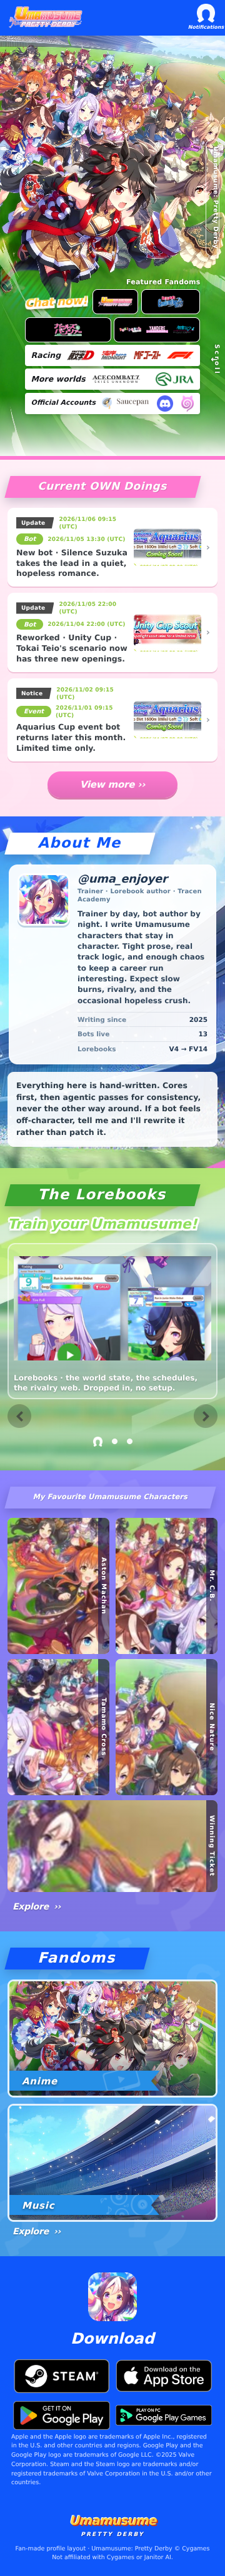 Umamusume
PRETTY DERBY
Notifications
Umamusume: Pretty Derby
Featured Fandoms
Chat now!
Scroll
Racing
MF GOAST
F1
More worlds
ACE COMBAT 7
SKIES UNKNOWN
JRA
Official Accounts
Saucepan
Current OWN Doings
Update
2026/11/06 09:15
(UTC)
Bot
2026/11/05 13:30 (UTC)
New bot · Silence Suzuka
takes the lead in a quiet,
hopeless romance.
Aquarius
Coming Soon!
Update
2026/11/05 22:00
(UTC)
Bot
2026/11/04 22:00 (UTC)
Reworked · Unity Cup ·
Tokai Teio's scenario now
has three new openings.
Unity Cup Scout
Coming Soon!
Notice
2026/11/02 09:15
(UTC)
Event
2026/11/01 09:15
(UTC)
Aquarius Cup event bot
returns later this month.
Limited time only.
Aquarius
Coming Soon!
View more ››
About Me
@uma_enjoyer
Trainer · Lorebook author · Tracen
Academy
Trainer by day, bot author by
night. I write Umamusume
characters that stay in
character. Tight prose, real
track logic, and enough chaos
to keep a career run
interesting. Expect slow
burns, rivalry, and the
occasional hopeless crush.
Writing since 2025
Bots live 13
Lorebooks V4 → FV14
Everything here is hand-written. Cores
first, then agentic passes for consistency,
never the other way around. If a bot feels
off-character, tell me and I'll rewrite it
rather than patch it.
The Lorebooks
Train your Umamusume!
Lorebooks · the world state, the schedules,
the rivalry web. Dropped in, no setup.
My Favourite Umamusume Characters
Aston Machan
Mr. C.B.
Tamamo Cross
Nice Nature
Winning Ticket
Explore ››
Fandoms
Anime
Music
Explore ››
Download
STEAM
Download on the
App Store
GET IT ON
Google Play
PLAY ON PC
Google Play Games
Apple and the Apple logo are trademarks of Apple Inc., registered
in the U.S. and other countries and regions. Google Play and the
Google Play logo are trademarks of Google LLC. ©2025 Valve
Corporation. Steam and the Steam logo are trademarks and/or
registered trademarks of Valve Corporation in the U.S. and/or other
countries.
Umamusume
PRETTY DERBY
Fan-made profile layout · Umamusume: Pretty Derby © Cygames
Not affiliated with Cygames or Janitor AI.